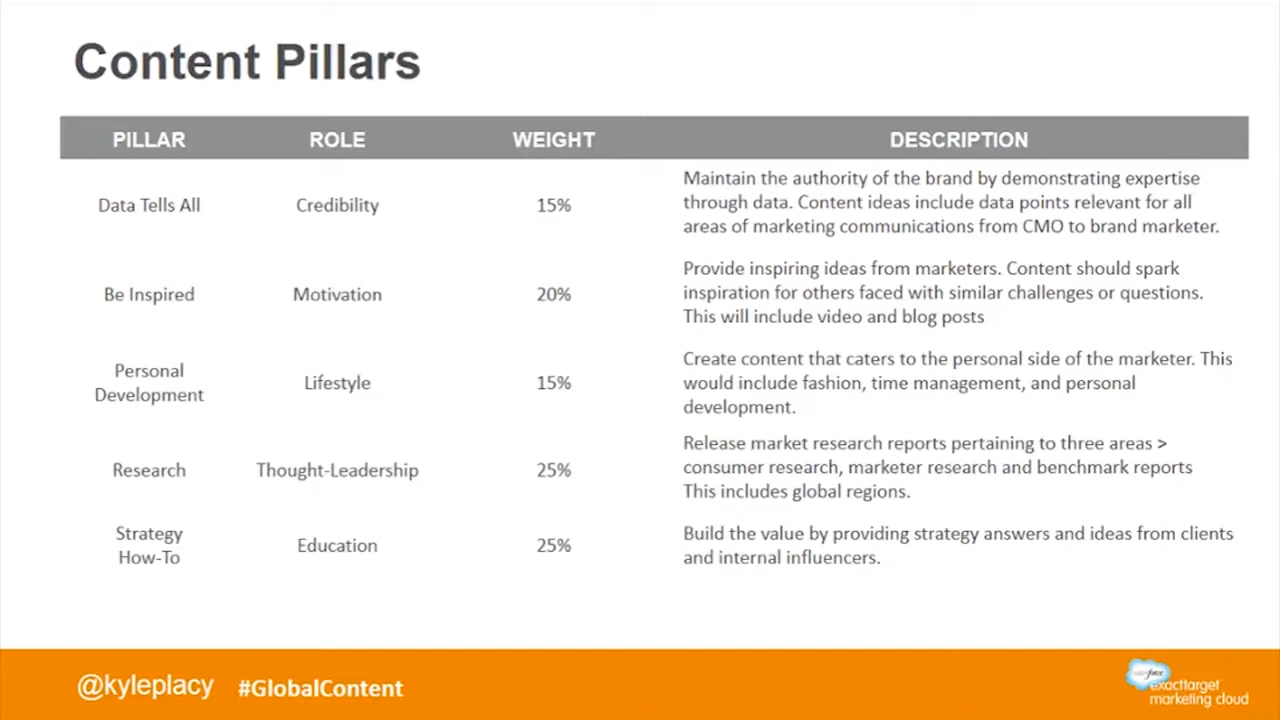 Content Pillars
PILLAR ROLE WEIGHT DESCRIPTION
Data Tells All Credibility 15%
Maintain the authority of the brand by demonstrating expertise
through data. Content ideas include data points relevant for all
areas of marketing communications from CMO to brand marketer.
Be Inspired Motivation 20%
Provide inspiring ideas from marketers. Content should spark
inspiration for others faced with similar challenges or questions.
This will include video and blog posts
Personal
Development
Lifestyle 15%
Create content that caters to the personal side of the marketer. This
would include fashion, time management, and personal
development.
Research Thought-Leadership 25%
Release market research reports pertaining to three areas >
consumer research, marketer research and benchmark reports
This includes global regions.
Strategy
How-To
Education 25%
Build the value by providing strategy answers and ideas from clients
and internal influencers.
@kyleplacy #GlobalContent
salesforce
exacttarget
marketing cloud